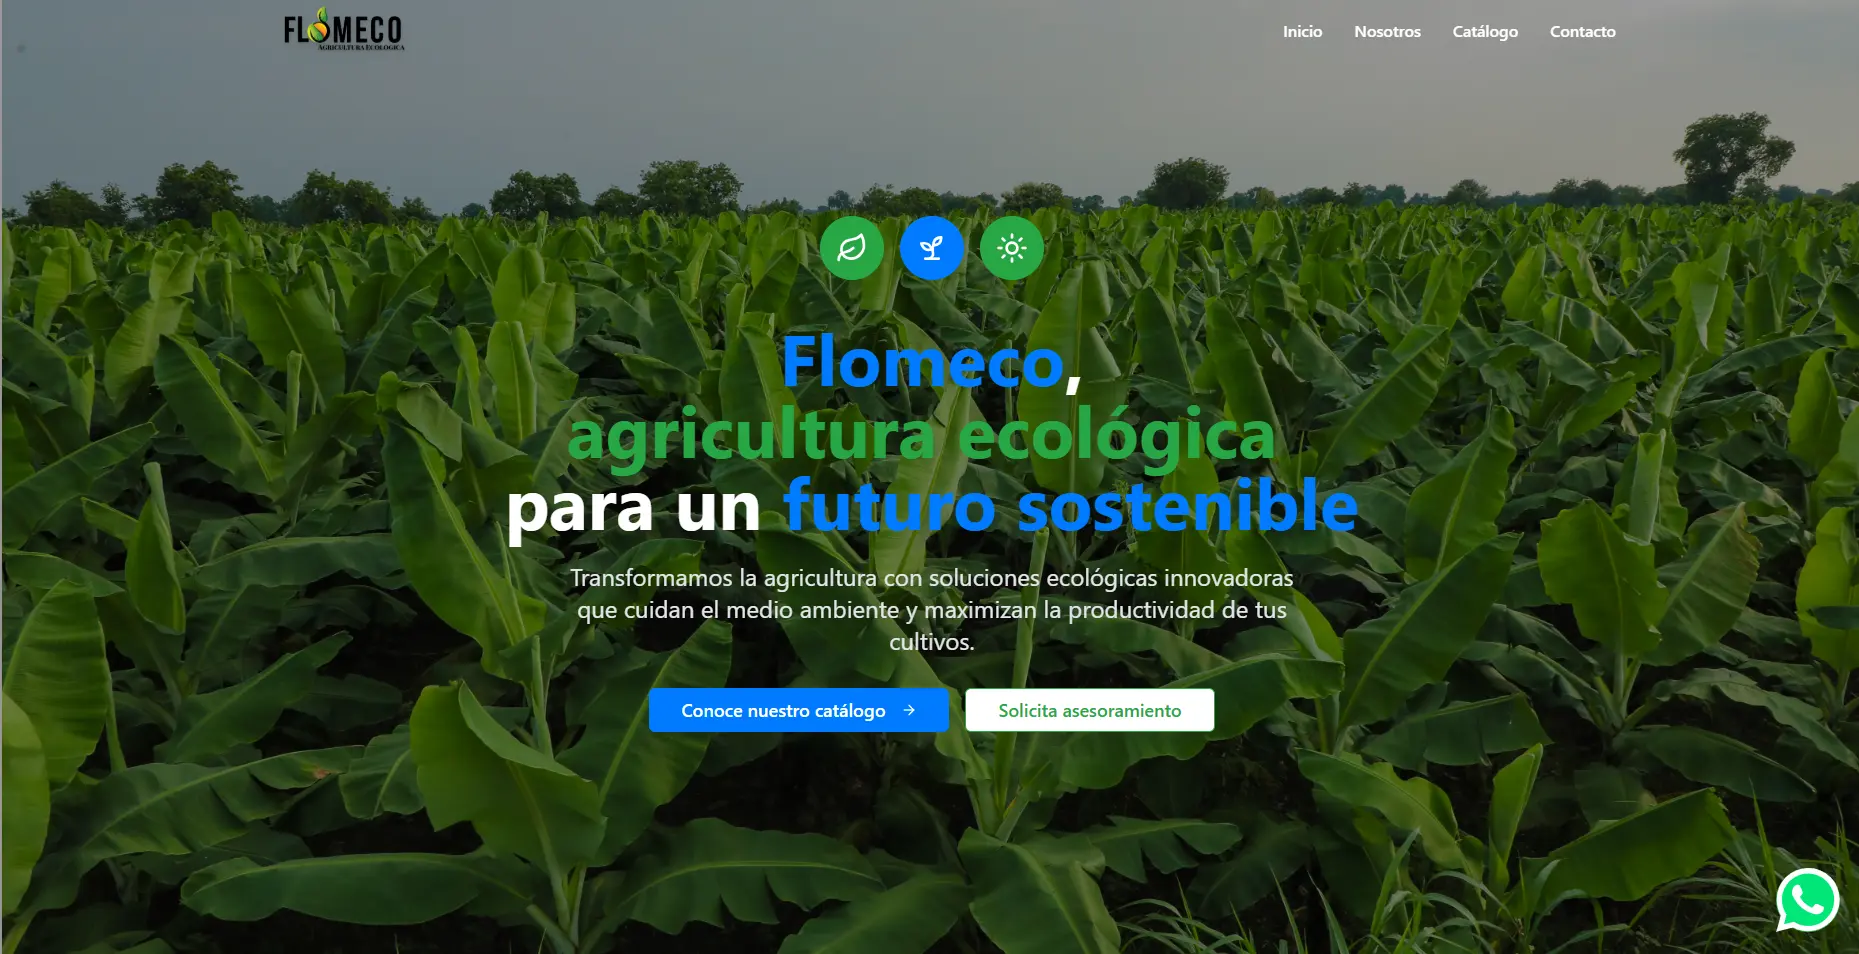 FLOMECO
AGRICULTURA ECOLOGICA
Inicio
Nosotros
Catálogo
Contacto
Flomeco,
agricultura ecológica
para un futuro sostenible
Transformamos la agricultura con soluciones ecológicas innovadoras
que cuidan el medio ambiente y maximizan la productividad de tus
cultivos.
Conoce nuestro catálogo
Solicita asesoramiento